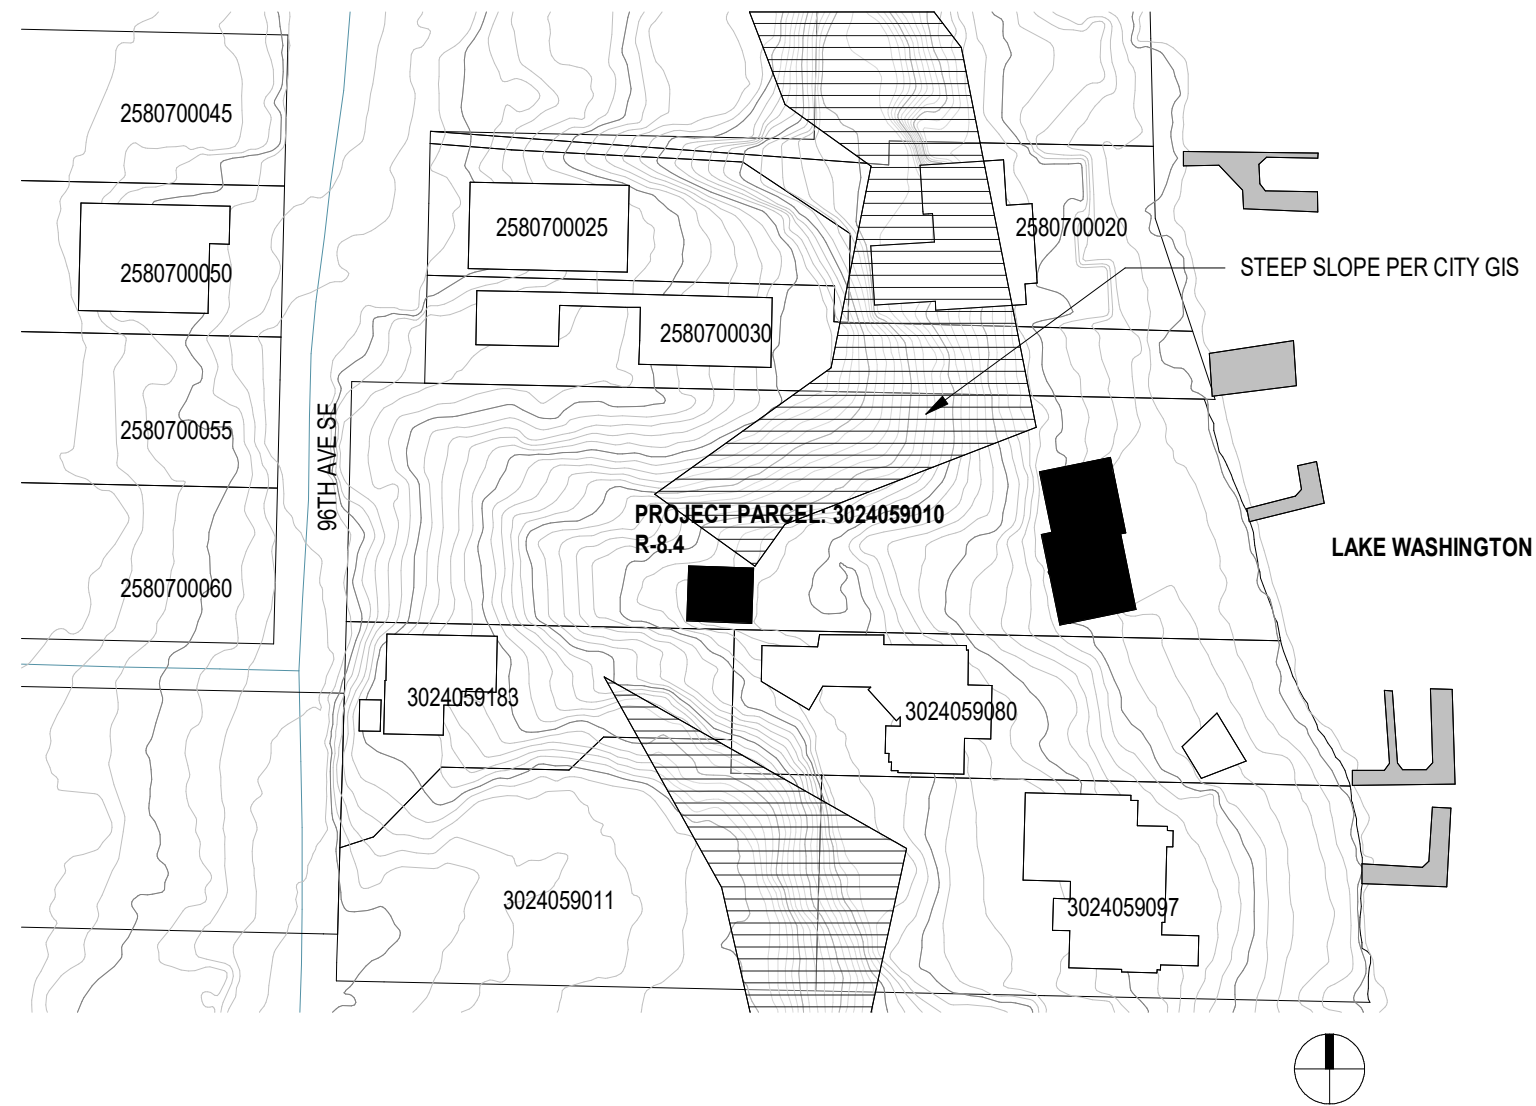 2580700045
2580700025
2580700020
2580700050
STEEP SLOPE PER CITY GIS
2580700030
2580700055
96TH AVE SE
PROJECT PARCEL: 3024059010
R-8.4
LAKE WASHINGTON
2580700060
3024059183
3024059080
3024059011
3024059097